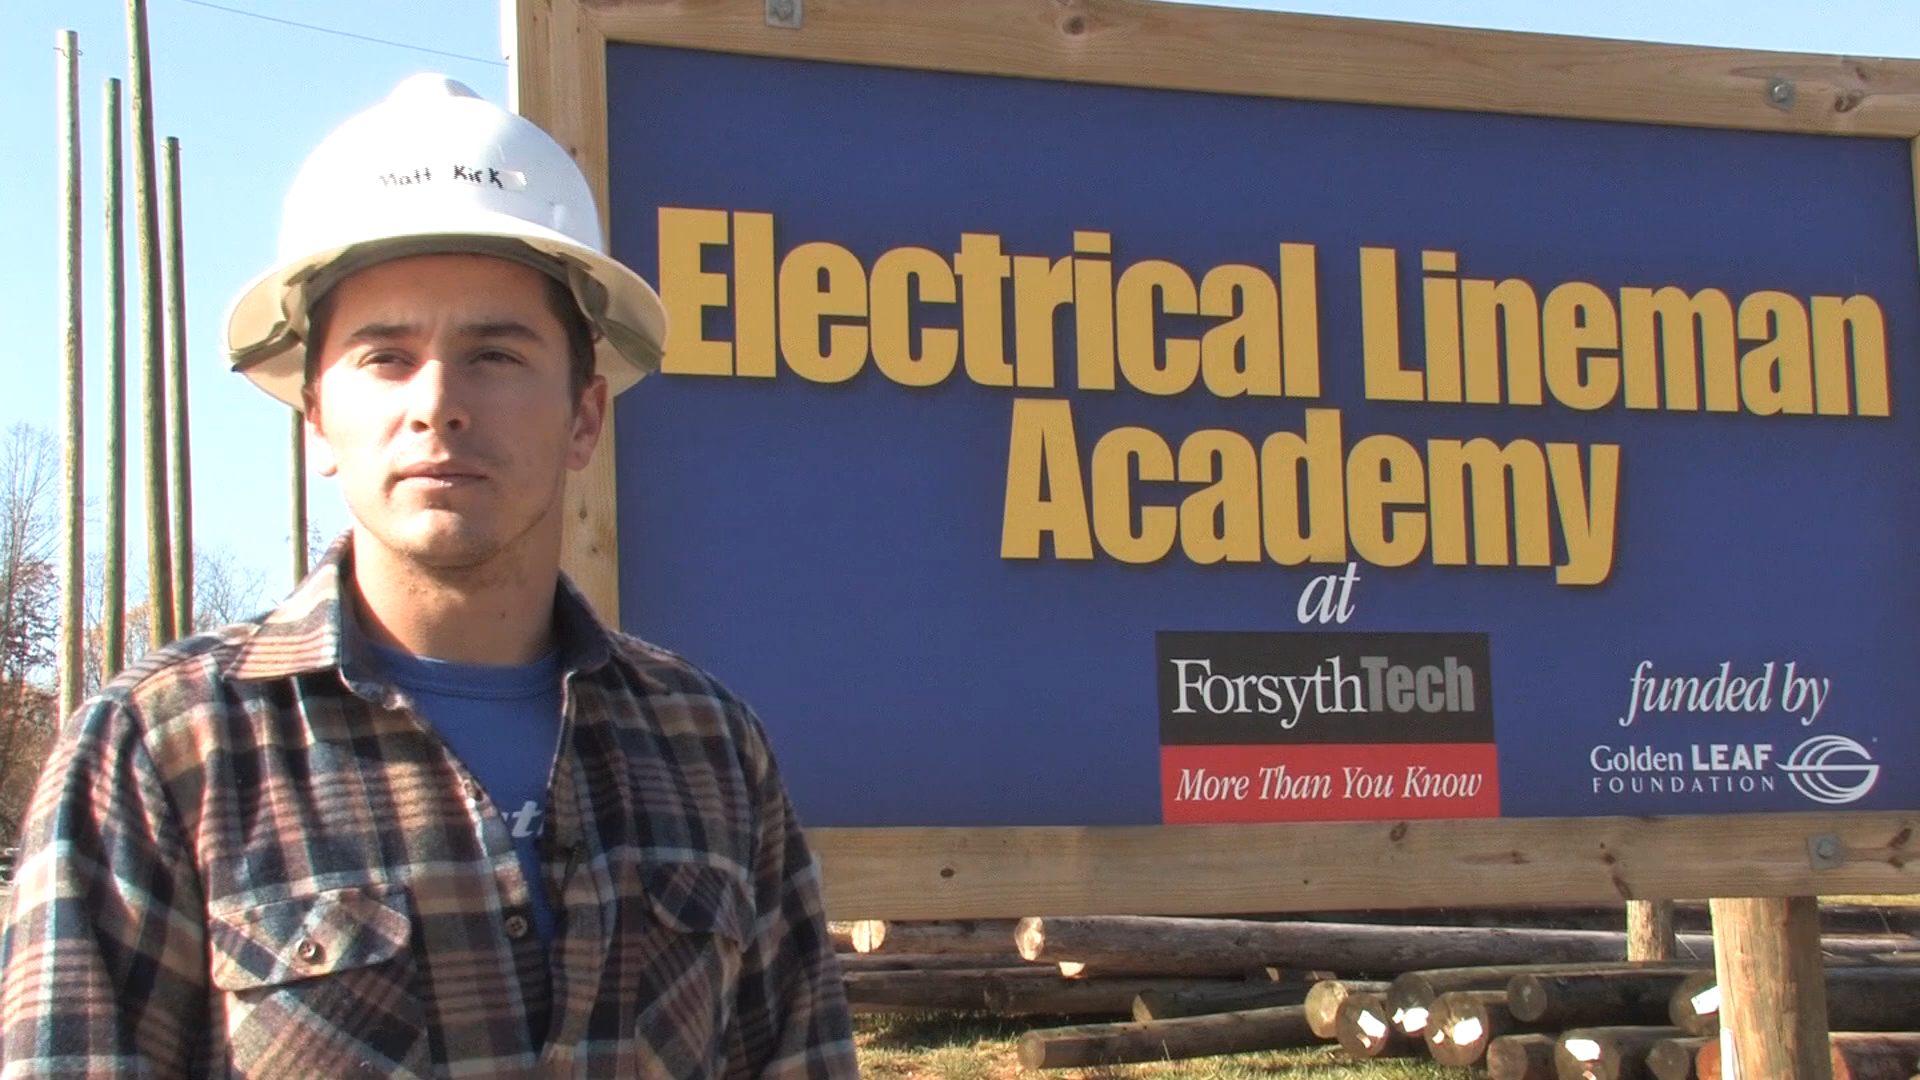 Matt Kirk
Electrical Lineman
Academy
at
ForsythTech
More Than You Know
funded by
Golden LEAF
FOUNDATION